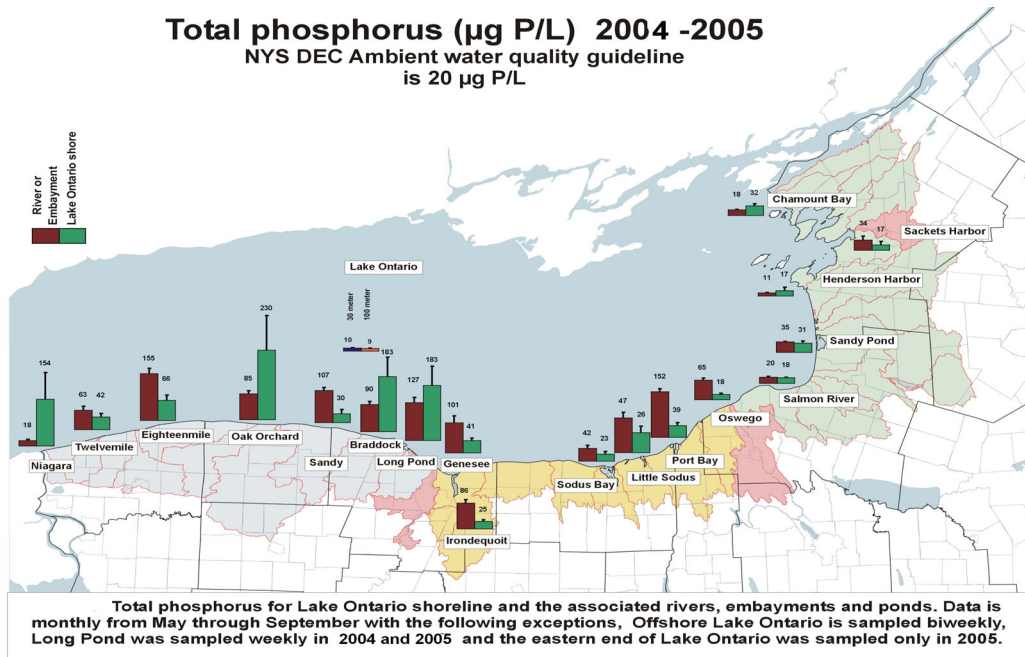 Total phosphorus (µg P/L) 2004 -2005
NYS DEC Ambient water quality guideline
is 20 µg P/L
River or
Embayment
Lake Ontario shore
18
32
Chamount Bay
34
17
Sackets Harbor
Lake Ontario
11
17
Henderson Harbor
30 meter
100 meter
10
9
35
31
Sandy Pond
20
18
Salmon River
18
154
Niagara
63
42
Twelvemile
155
66
Eighteenmile
85
230
Oak Orchard
107
30
Sandy
90
183
Braddock
127
183
Long Pond
101
41
Genesee
86
25
Irondequoit
42
23
Sodus Bay
47
26
Little Sodus
152
39
Port Bay
65
18
Oswego
Total phosphorus for Lake Ontario shoreline and the associated rivers, embayments and ponds. Data is
monthly from May through September with the following exceptions, Offshore Lake Ontario is sampled biweekly,
Long Pond was sampled weekly in 2004 and 2005 and the eastern end of Lake Ontario was sampled only in 2005.